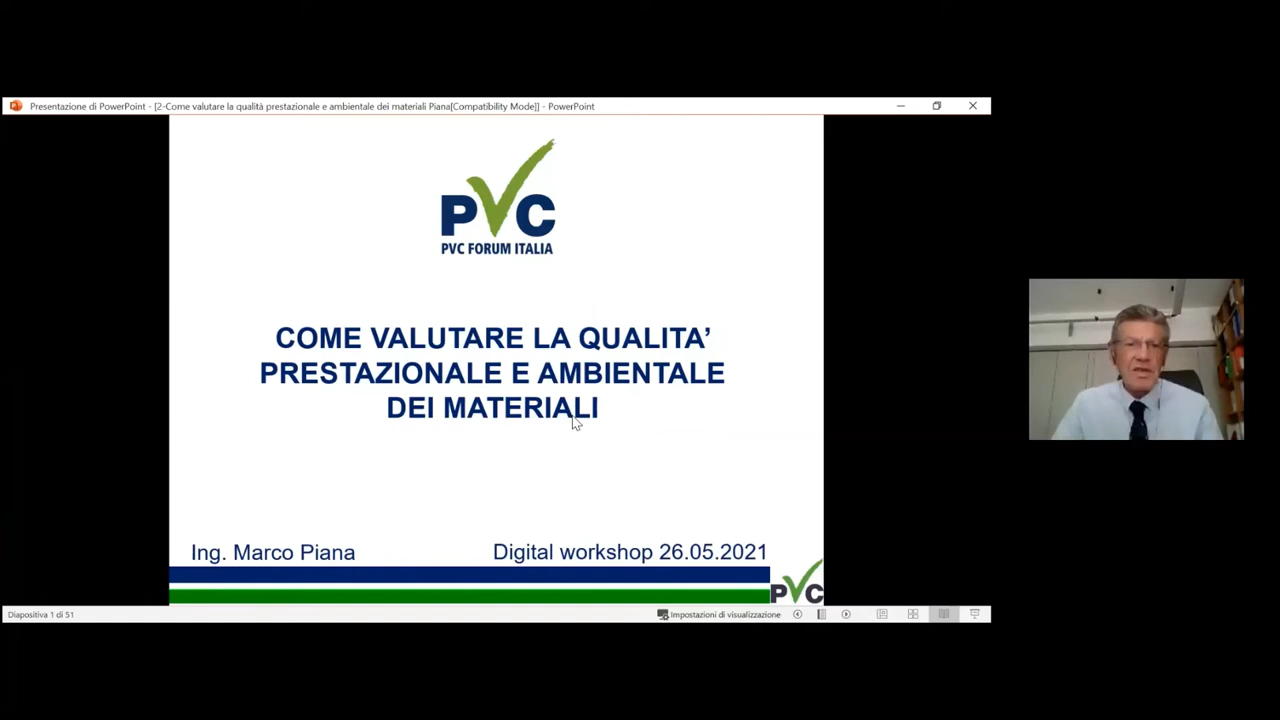 Presentazione di PowerPoint - [2-Come valutare la qualità prestazionale e ambientale dei materiali Piana[Compatibility Mode]] - PowerPoint
PVC
PVC FORUM ITALIA
COME VALUTARE LA QUALITA’
PRESTAZIONALE E AMBIENTALE
DEI MATERIALI
Ing. Marco Piana
Digital workshop 26.05.2021
PVC
Diapositiva 1 di 51
Impostazioni di visualizzazione